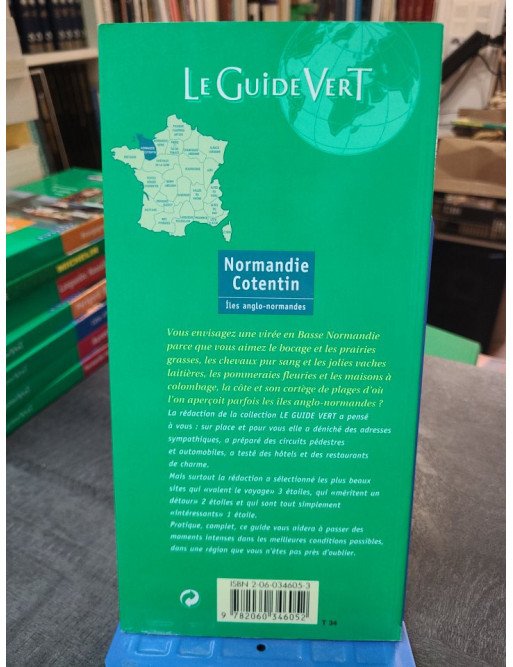 LE GUIDE VERT
Normandie
Cotentin
Îles anglo-normandes
Vous envisagez une virée en Basse Normandie
parce que vous aimez le bocage et les prairies
grasses, les chevaux pur sang et les jolies vaches
laitières, les pommeraies fleuries et les maisons à
colombage, la côte et son cortège de plages d'où
l'on aperçoit parfois les iles anglo-normandes ?
La rédaction de la collection LE GUIDE VERT a pensé
à vous : sur place et pour vous elle a déniché des adresses
sympathiques, a préparé des circuits pédestres
et automobiles, a testé des hôtels et des restaurants
de charme.
Mais surtout la rédaction a sélectionné les plus beaux
sites qui «valent le voyage» 3 étoiles, qui «méritent un
détour» 2 étoiles et qui sont tout simplement
«intéressants» 1 étoile.
Pratique, complet, ce guide vous aidera à passer des
moments intenses dans les meilleures conditions possibles,
dans une région que vous n'êtes pas près d'oublier.
ISBN 2-06-034605-3
9 782060 346052
T 36
MICHELIN